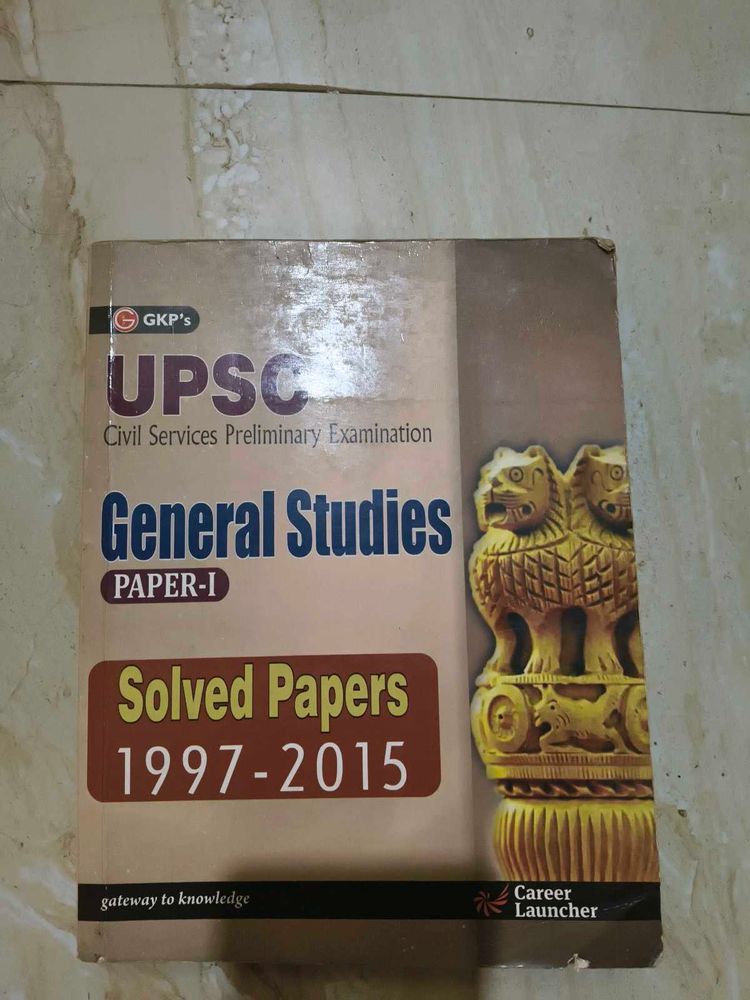 GKP's
UPSC
Civil Services Preliminary Examination
General Studies
PAPER-I
Solved Papers
1997-2015
gateway to knowledge
Career
Launcher